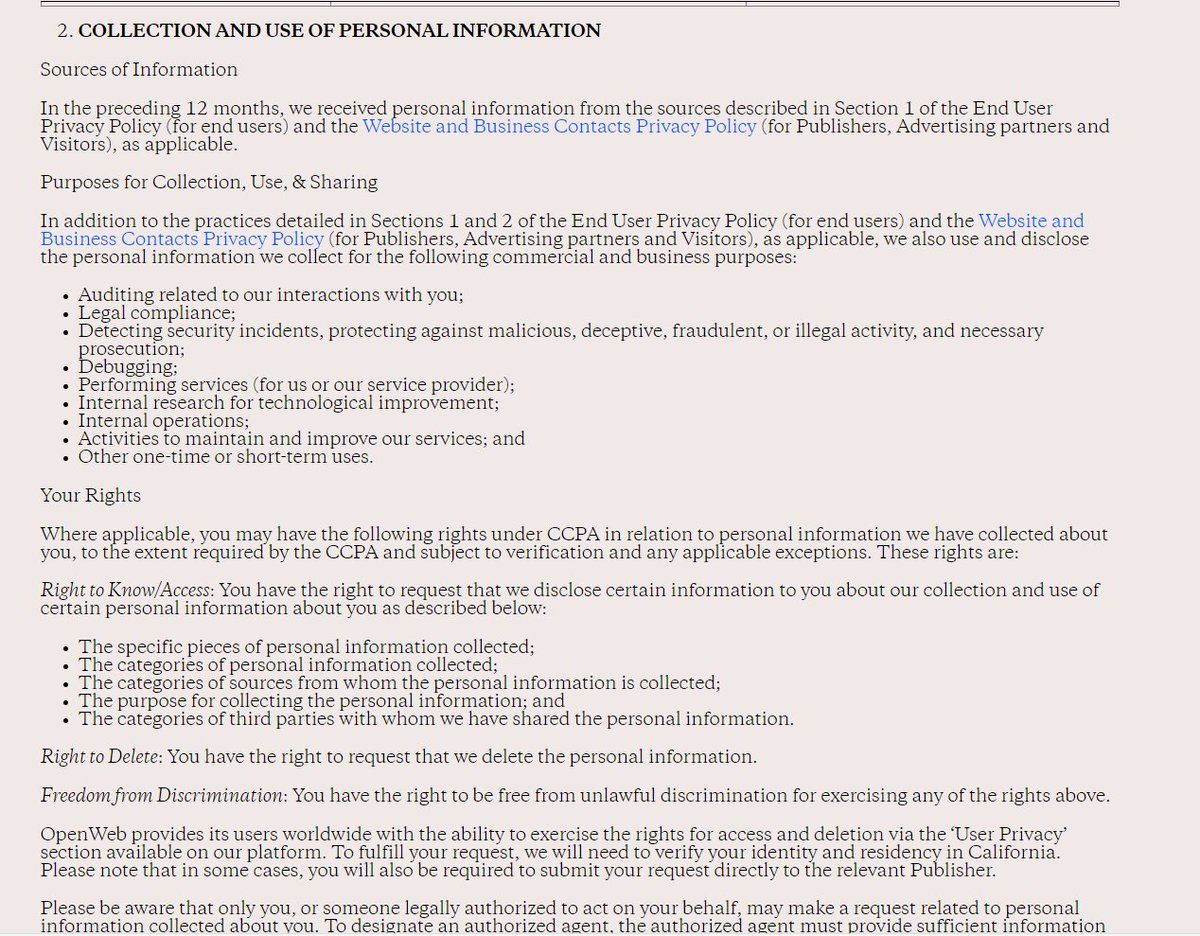 2. COLLECTION AND USE OF PERSONAL INFORMATION
Sources of Information
In the preceding 12 months, we received personal information from the sources described in Section 1 of the End User
Privacy Policy (for end users) and the Website and Business Contacts Privacy Policy (for Publishers, Advertising partners and
Visitors), as applicable.
Purposes for Collection, Use, & Sharing
In addition to the practices detailed in Sections 1 and 2 of the End User Privacy Policy (for end users) and the Website and
Business Contacts Privacy Policy (for Publishers, Advertising partners and Visitors), as applicable, we also use and disclose
the personal information we collect for the following commercial and business purposes:
• Auditing related to our interactions with you;
• Legal compliance;
• Detecting security incidents, protecting against malicious, deceptive, fraudulent, or illegal activity, and necessary
prosecution;
• Debugging;
• Performing services (for us or our service provider);
• Internal research for technological improvement;
• Internal operations;
• Activities to maintain and improve our services; and
• Other one-time or short-term uses.
Your Rights
Where applicable, you may have the following rights under CCPA in relation to personal information we have collected about
you, to the extent required by the CCPA and subject to verification and any applicable exceptions. These rights are:
Right to Know/Access: You have the right to request that we disclose certain information to you about our collection and use of
certain personal information about you as described below:
• The specific pieces of personal information collected;
• The categories of personal information collected;
• The categories of sources from whom the personal information is collected;
• The purpose for collecting the personal information; and
• The categories of third parties with whom we have shared the personal information.
Right to Delete: You have the right to request that we delete the personal information.
Freedom from Discrimination: You have the right to be free from unlawful discrimination for exercising any of the rights above.
OpenWeb provides its users worldwide with the ability to exercise the rights for access and deletion via the ‘User Privacy’
section available on our platform. To fulfill your request, we will need to verify your identity and residency in California.
Please note that in some cases, you will also be required to submit your request directly to the relevant Publisher.
Please be aware that only you, or someone legally authorized to act on your behalf, may make a request related to personal
information collected about you. To designate an authorized agent, the authorized agent must provide sufficient information